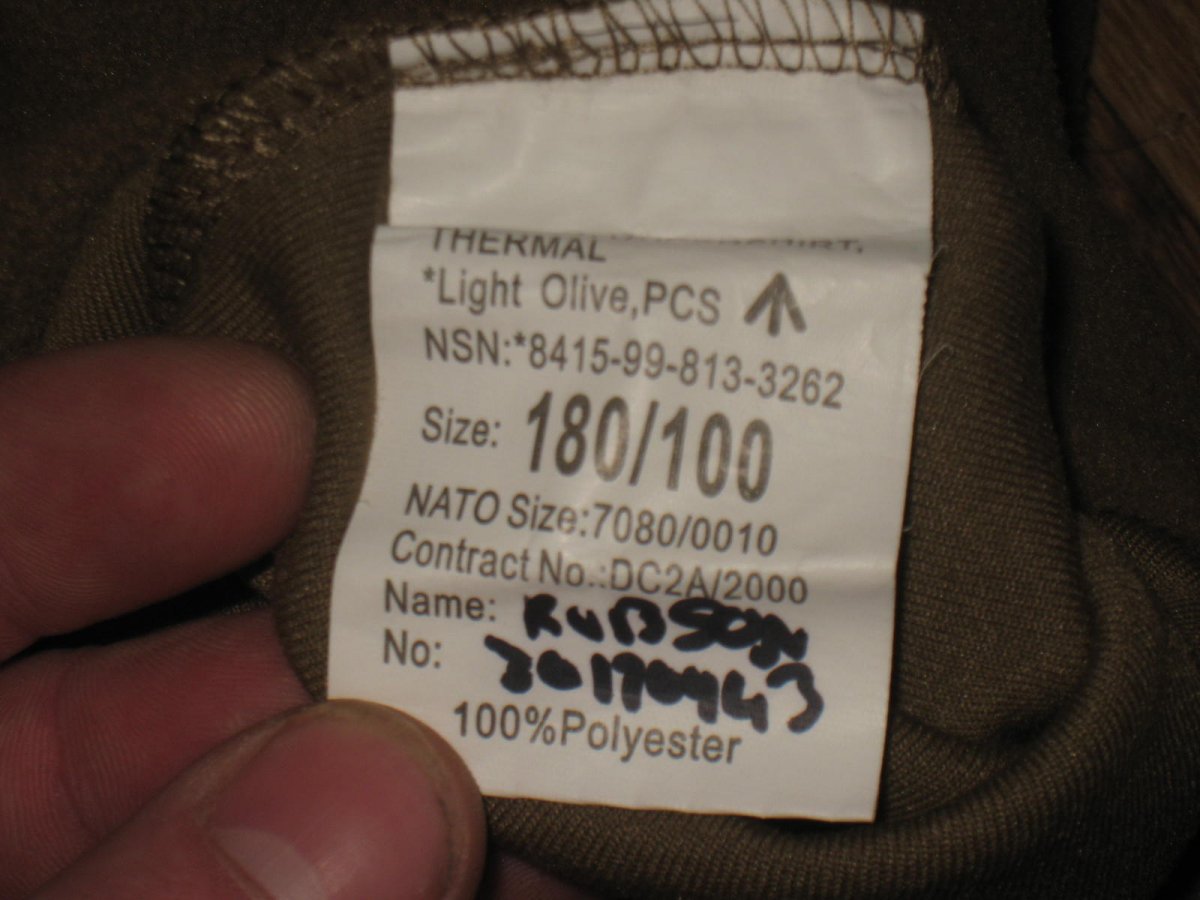 THERMAL
*Light Olive,PCS
NSN:*8415-99-813-3262
Size: 180/100
NATO Size:7080/0010
Contract No.:DC2A/2000
Name:
No:
100%Polyester